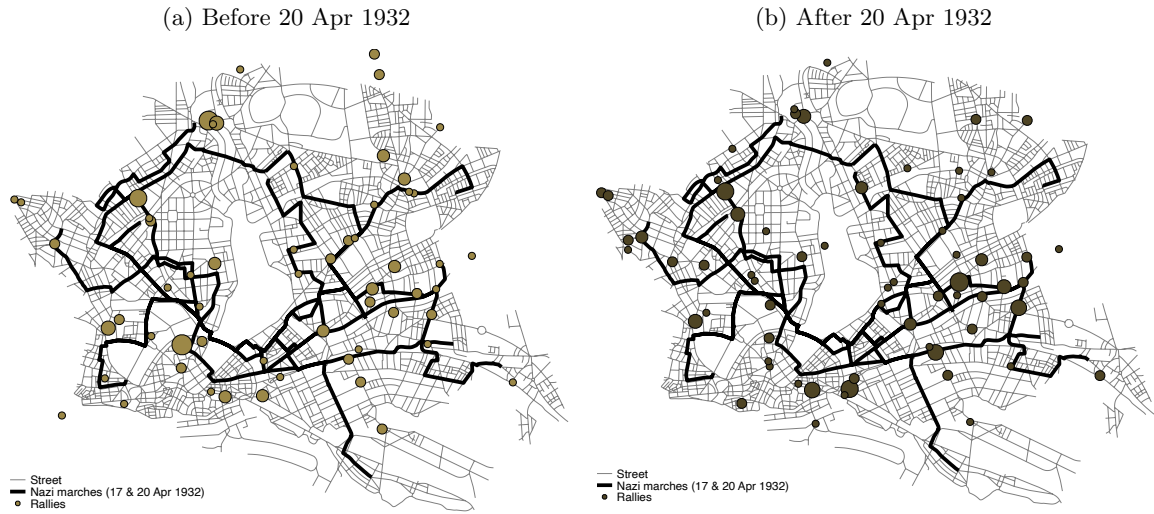 (a) Before 20 Apr 1932
(b) After 20 Apr 1932
Street
Nazi marches (17 & 20 Apr 1932)
Rallies
Street
Nazi marches (17 & 20 Apr 1932)
Rallies